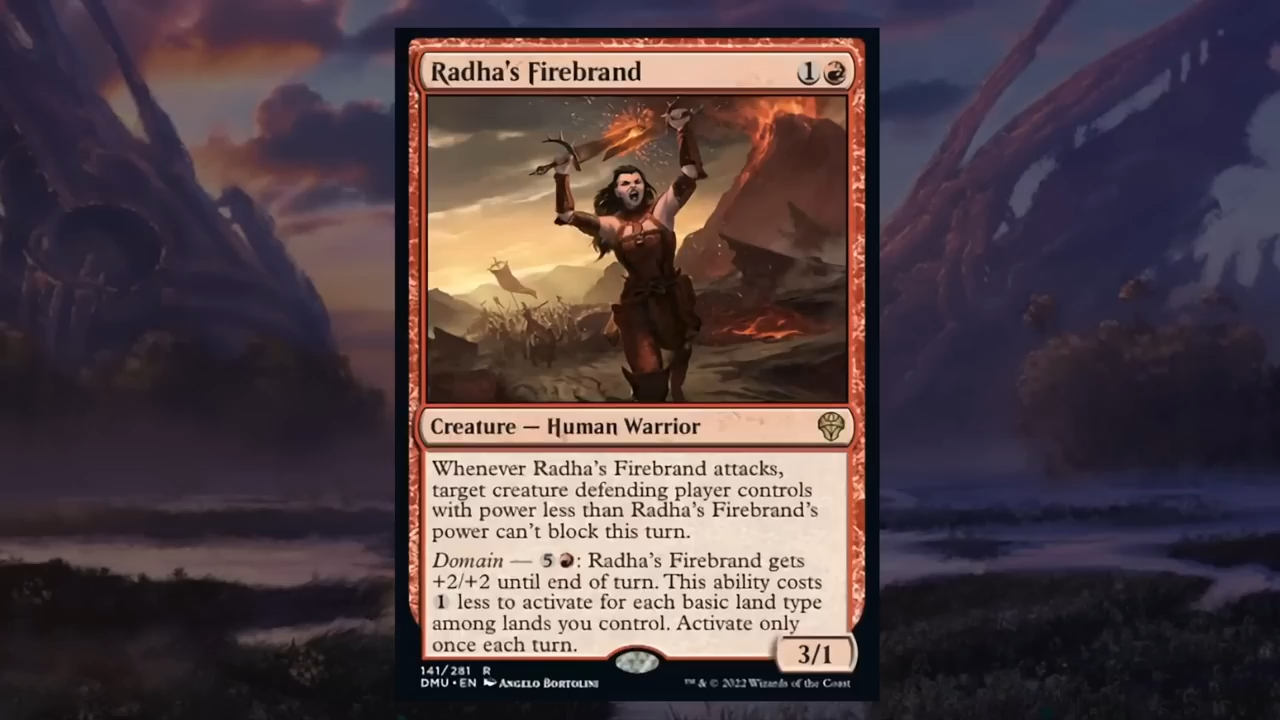 Radha's Firebrand 1
Creature — Human Warrior
Whenever Radha's Firebrand attacks,
target creature defending player controls
with power less than Radha's Firebrand's
power can't block this turn.
Domain — 5 : Radha's Firebrand gets
+2/+2 until end of turn. This ability costs
1 less to activate for each basic land type
among lands you control. Activate only
once each turn.
3/1
141/281 R
DMU • EN Angelo Bortolini
™ & © 2022 Wizards of the Coast